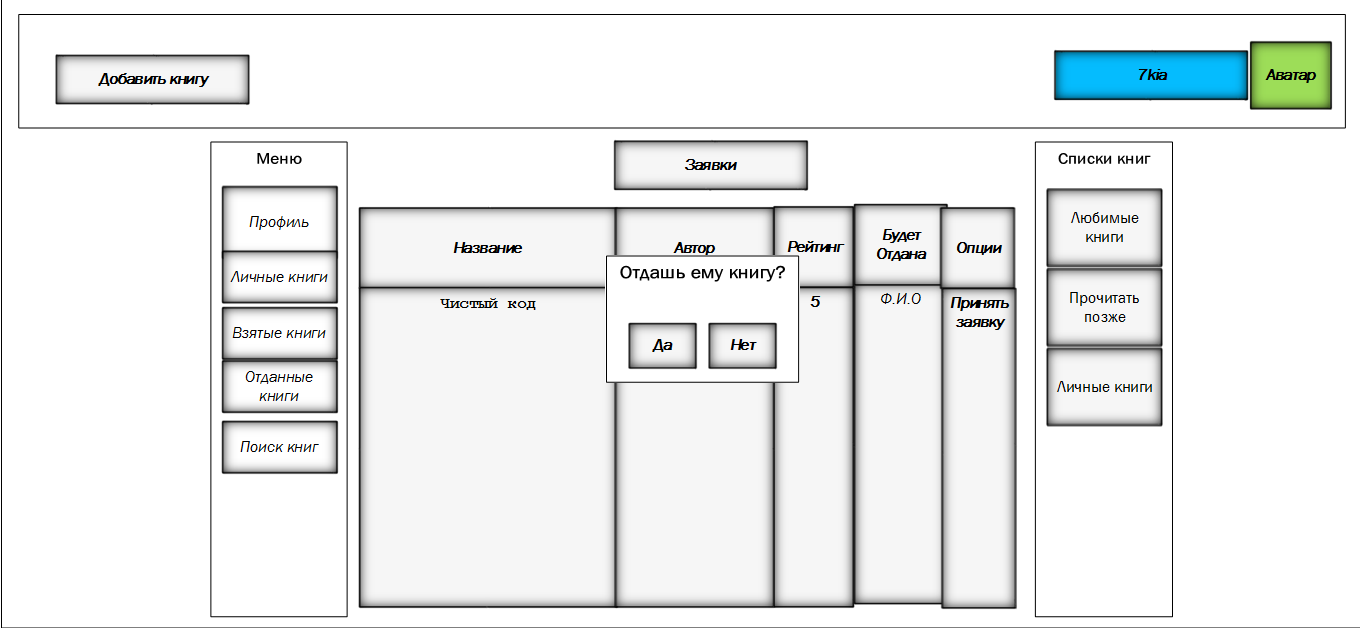 Добавить книгу
7kia
Аватар
Меню
Профиль
Личные книги
Взятые книги
Отданные
книги
Поиск книг
Заявки
Название
Автор
Рейтинг
Будет
Отдана
Опции
Чистый код
5
Ф.И.О
Принять
заявку
Отдашь ему книгу?
Да
Нет
Списки книг
Любимые
книги
Прочитать
позже
Личные книги